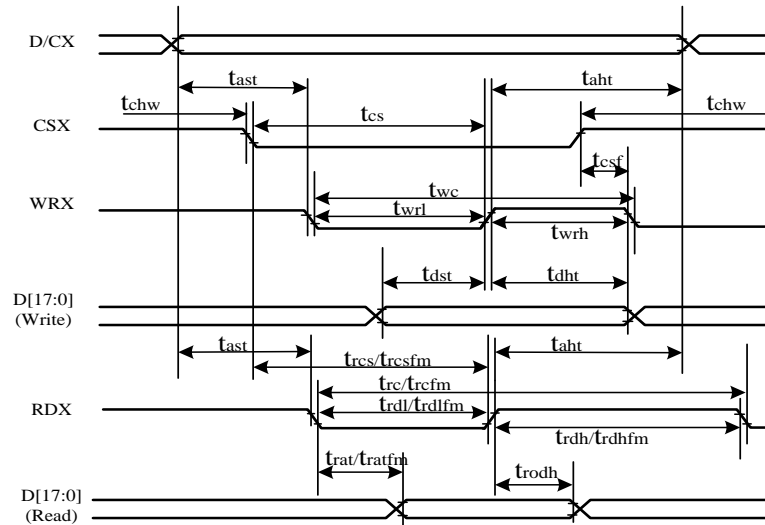 D/CX
tast
taht
tchw
tcs
tchw
CSX
tcsf
twc
WRX
twrl
twrh
tdst
tdht
D[17:0]
(Write)
tast
trcs/trcsfm
taht
trc/trcfm
RDX
trdl/trdlfm
trdh/trdhfm
trat/tratfm
trodh
D[17:0]
(Read)